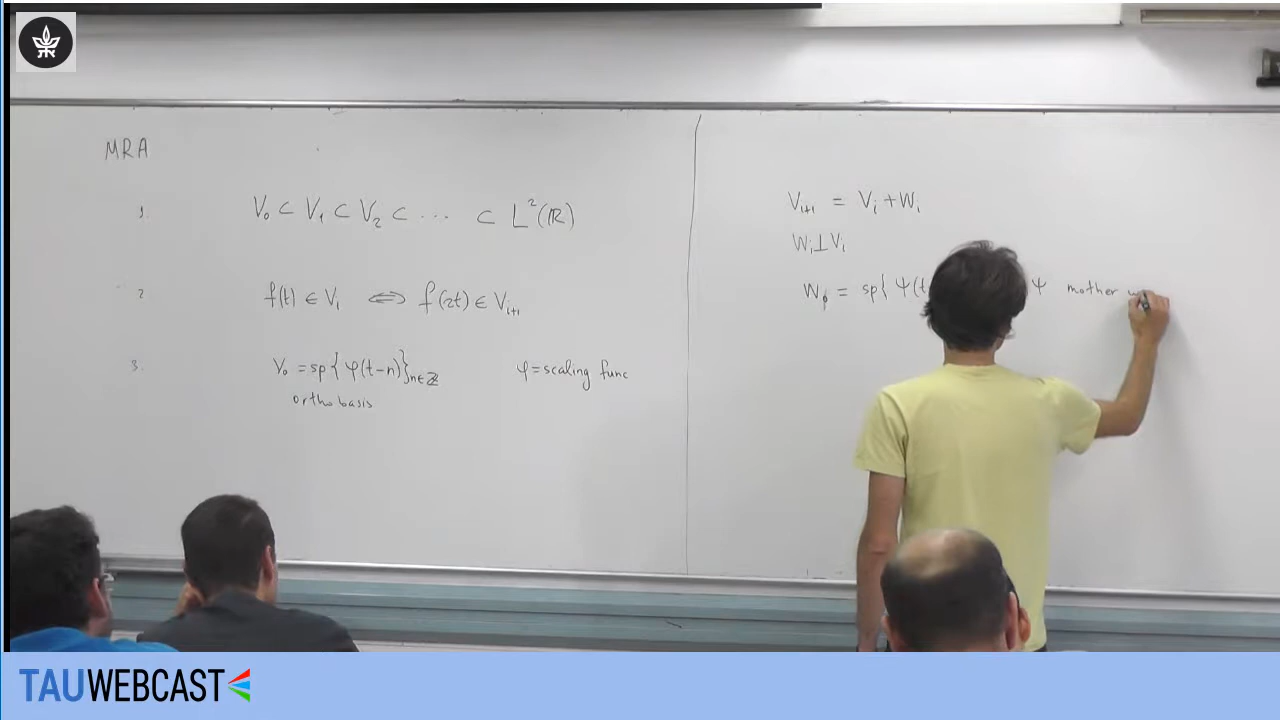 MRA
1. V₀ ⊂ V₁ ⊂ V₂ ⊂ ... ⊂ L²(ℝ)
2 f(t) ∈ Vᵢ ⇔ f(2t) ∈ Vᵢ₊₁
3. V₀ = sp{φ(t-n)}ₙ∈ℤ φ=scaling func
ortho basis
Vᵢ₊₁ = Vᵢ + Wᵢ
Wᵢ ⊥ Vᵢ
W₀ = sp{ψ(t ψ mother
TAUWEBCAST